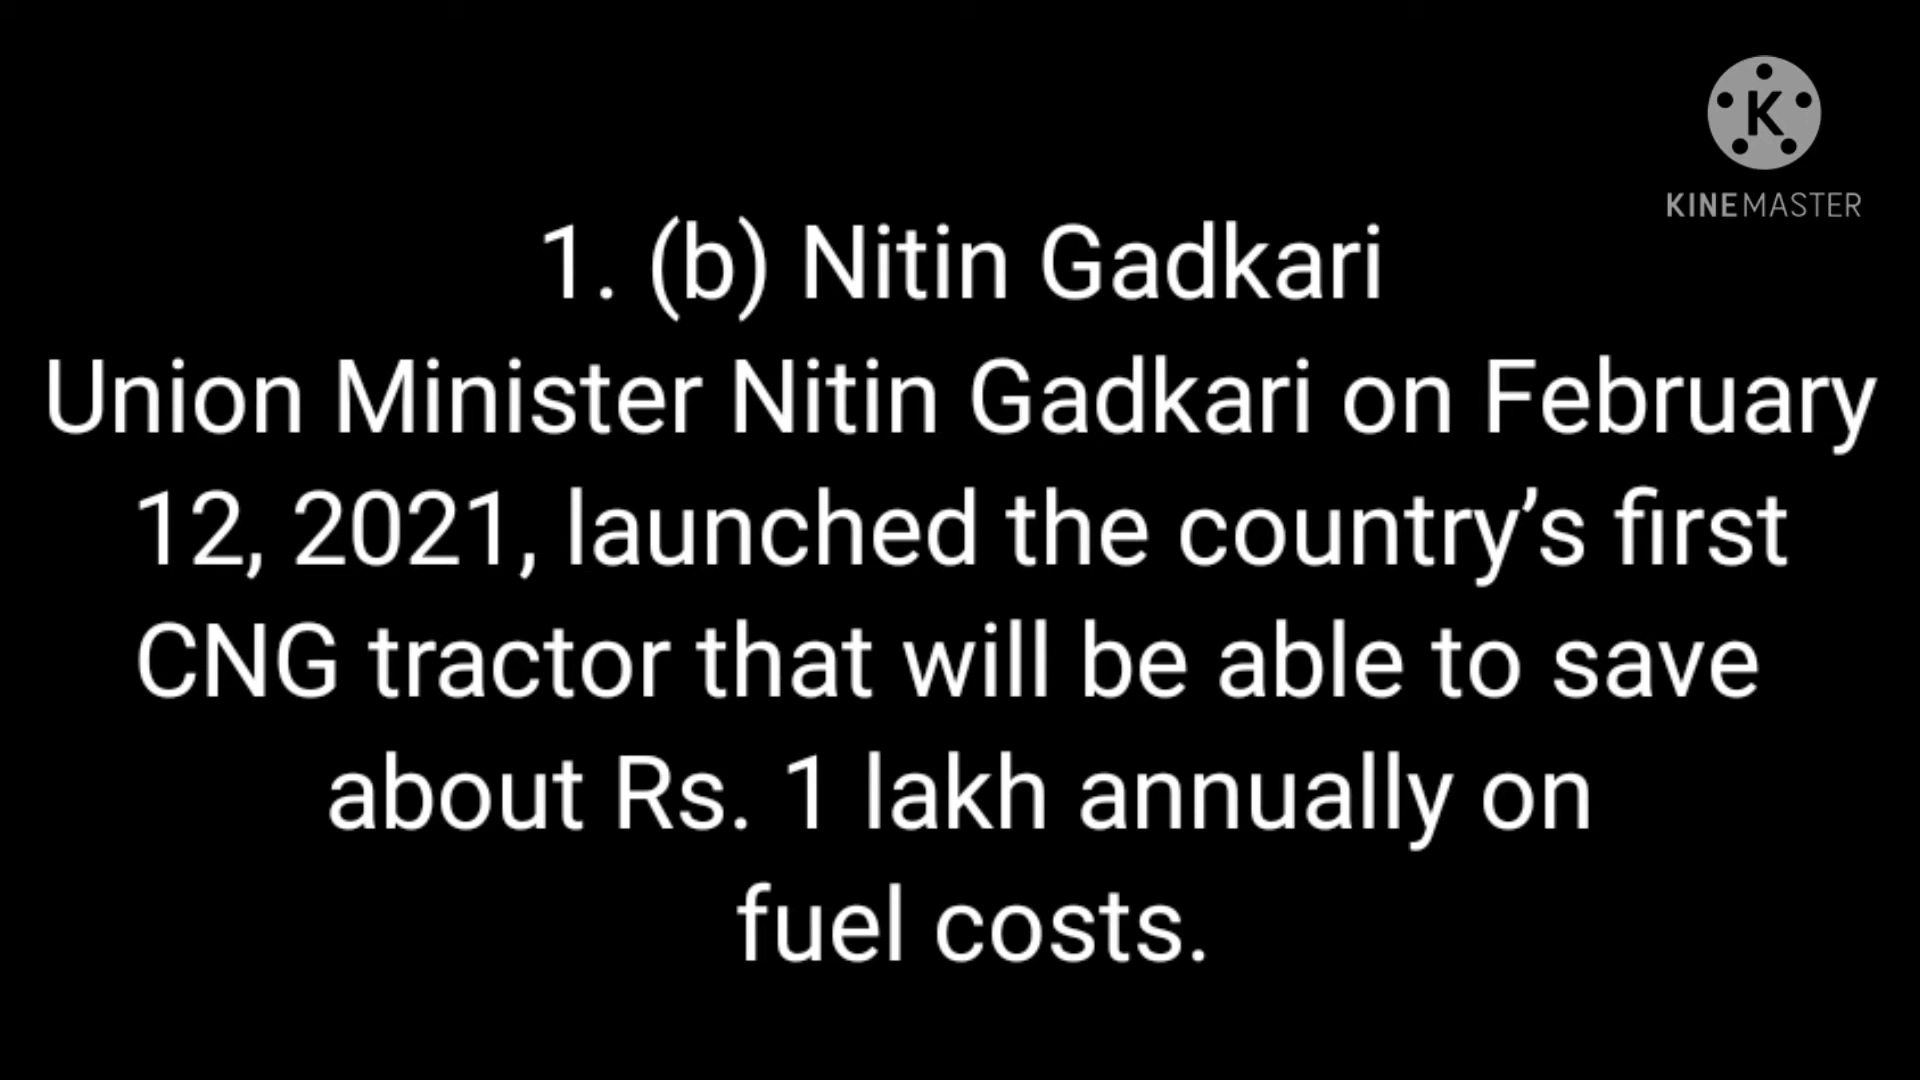 K
KINEMASTER
1. (b) Nitin Gadkari
Union Minister Nitin Gadkari on February
12, 2021, launched the country’s first
CNG tractor that will be able to save
about Rs. 1 lakh annually on
fuel costs.